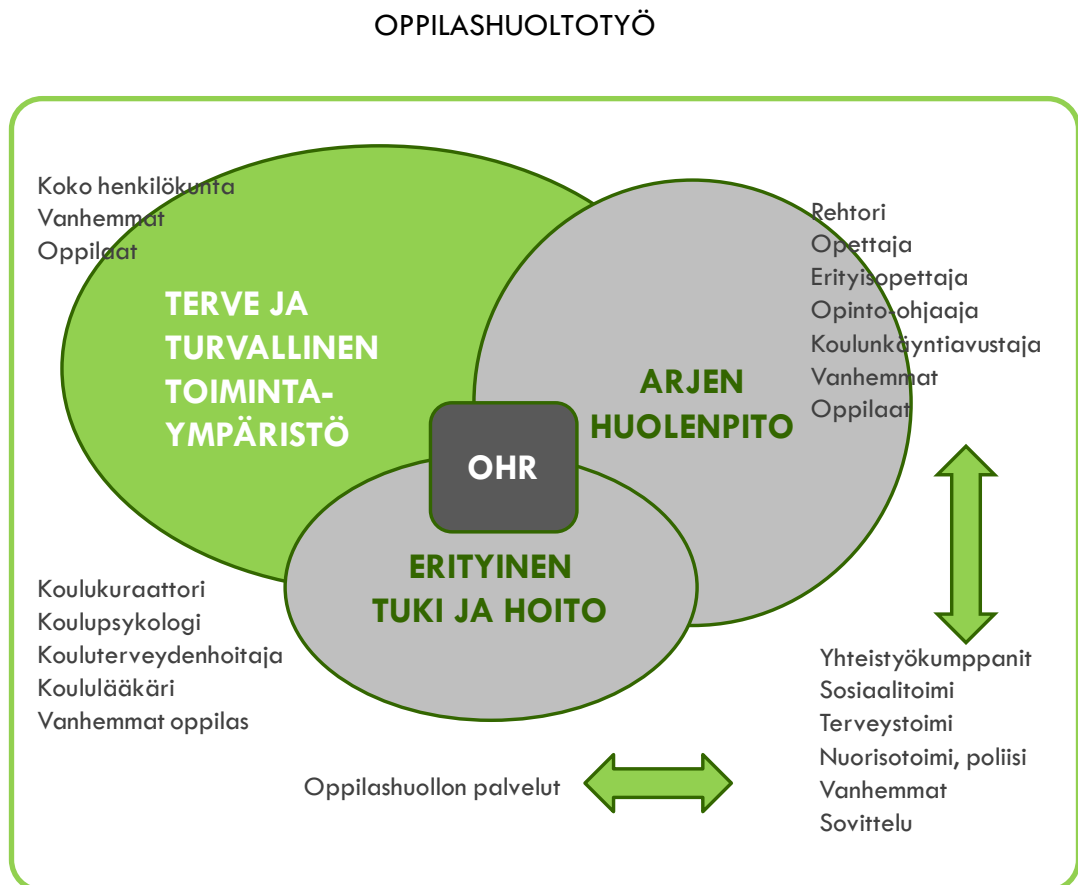 OPPILASHUOLTOTYÖ
Koko henkilökunta
Vanhemmat
Oppilaat
TERVE JA
TURVALLINEN
TOIMINTA-
YMPÄRISTÖ
Rehtori
Opettaja
Erityisopettaja
Opinto-ohjaaja
Koulunkäyntiavustaja
Vanhemmat
Oppilaat
ARJEN
HUOLENPITO
OHR
ERITYINEN
TUKI JA HOITO
Koulukuraattori
Koulupsykologi
Kouluterveydenhoitaja
Koululääkäri
Vanhemmat oppilas
Oppilashuollon palvelut
Yhteistyökumppanit
Sosiaalitoimi
Terveystoimi
Nuorisotoimi, poliisi
Vanhemmat
Sovittelu